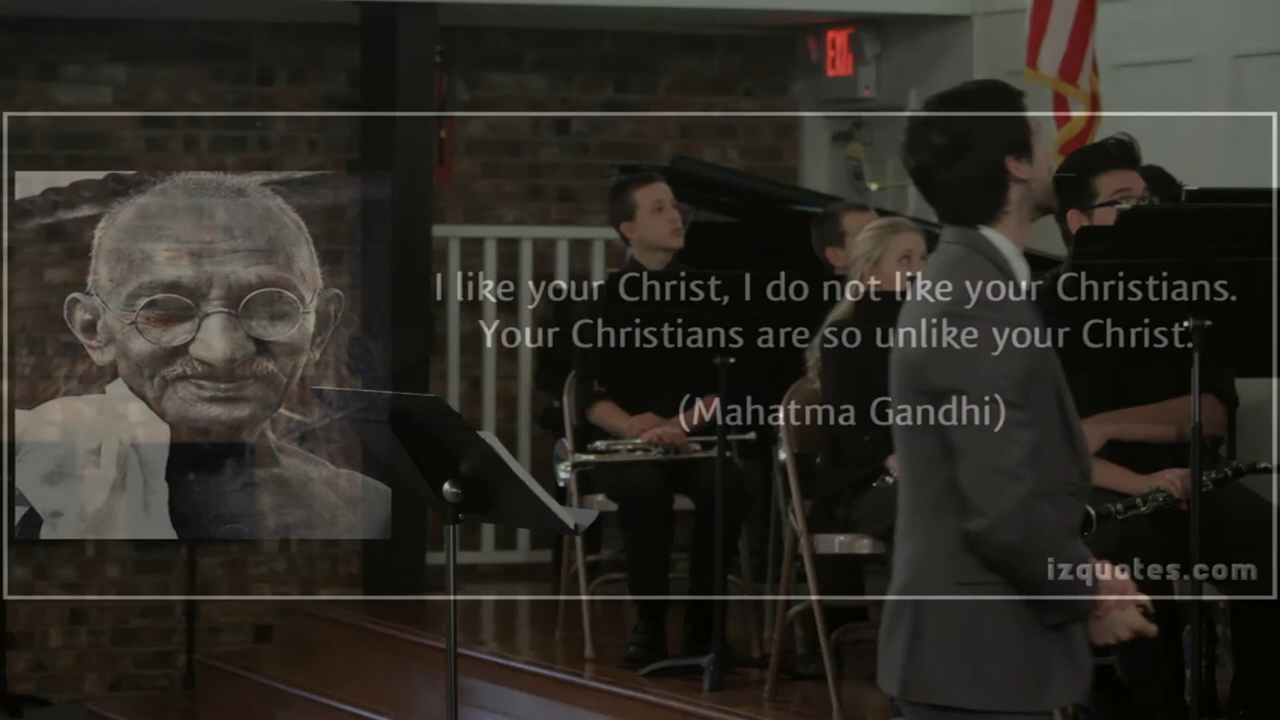 EXIT
I like your Christ, I do not like your Christians.
Your Christians are so unlike your Christ.
(Mahatma Gandhi)
izquotes.com